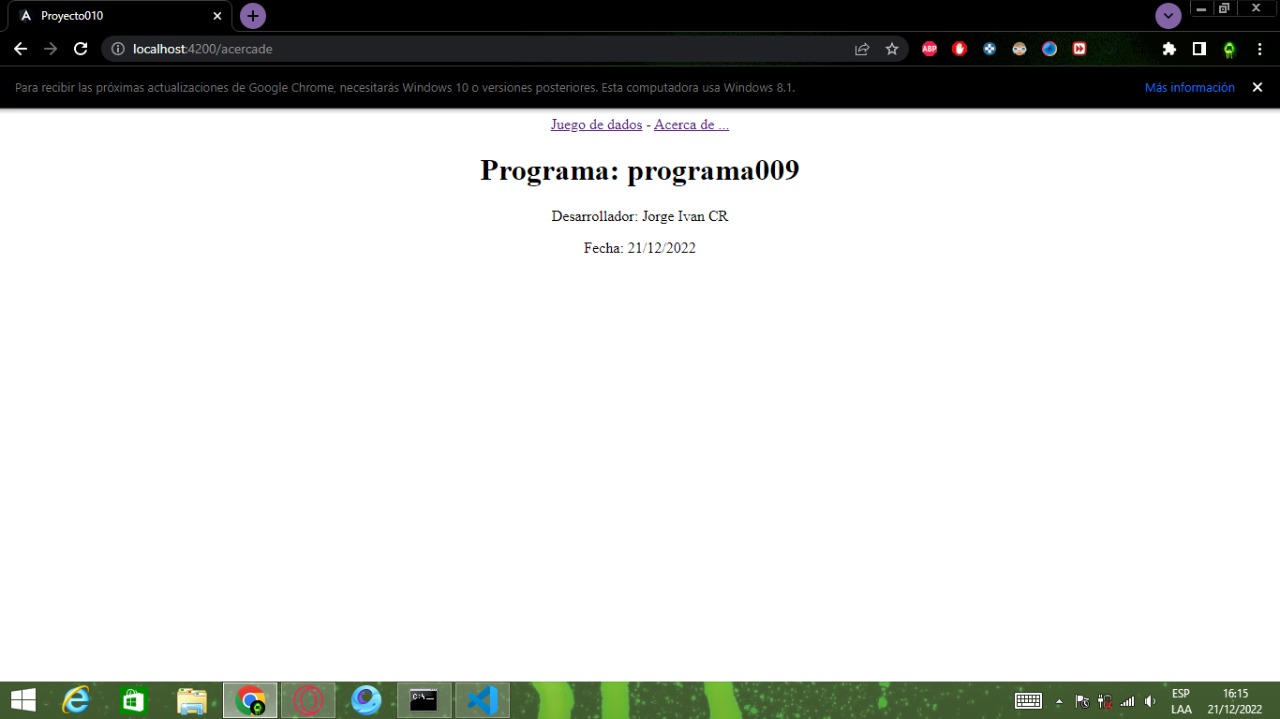 Proyecto010
localhost:4200/acercade
ABP
Para recibir las próximas actualizaciones de Google Chrome, necesitarás Windows 10 o versiones posteriores. Esta computadora usa Windows 8.1.
Más información
Juego de dados - Acerca de ...
Programa: programa009
Desarrollador: Jorge Ivan CR
Fecha: 21/12/2022
ESP
LAA
16:15
21/12/2022